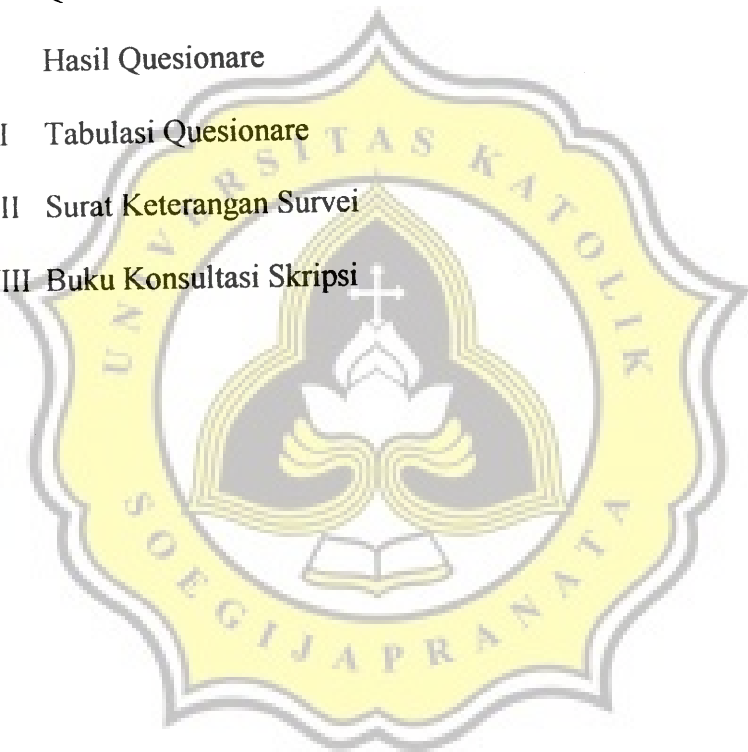 Hasil Quesionare
I Tabulasi Quesionare
II Surat Keterangan Survei
III Buku Konsultasi Skripsi
UNIVERSITAS KATOLIK
SOEGIJAPRANATA